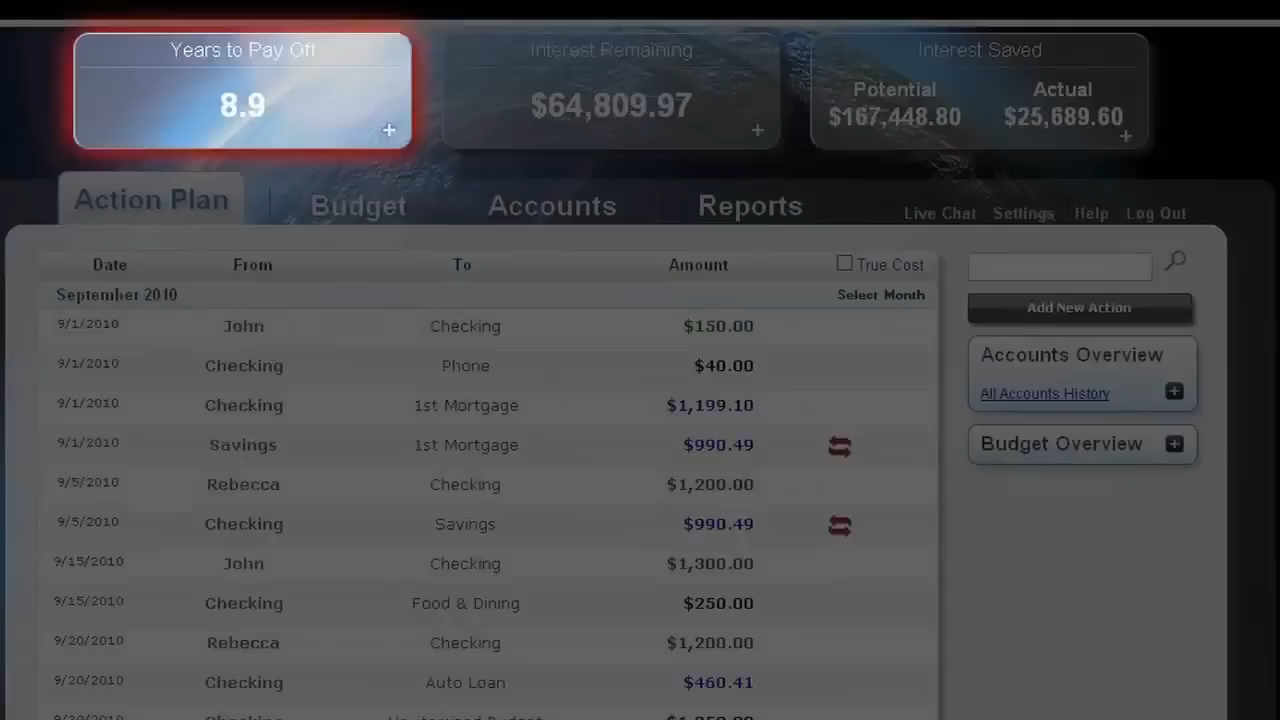 Years to Pay Off
8.9
+
Interest Remaining
$64,809.97
+
Interest Saved
Potential Actual
$167,448.80 $25,689.60
+
Action Plan Budget Accounts Reports
Live Chat Settings Help Log Out
Date From To Amount True Cost
September 2010 Select Month
9/1/2010 John Checking $150.00
9/1/2010 Checking Phone $40.00
9/1/2010 Checking 1st Mortgage $1,199.10
9/1/2010 Savings 1st Mortgage $990.49
9/5/2010 Rebecca Checking $1,200.00
9/5/2010 Checking Savings $990.49
9/15/2010 John Checking $1,300.00
9/15/2010 Checking Food & Dining $250.00
9/20/2010 Rebecca Checking $1,200.00
9/20/2010 Checking Auto Loan $460.41
Add New Action
Accounts Overview
All Accounts History +
Budget Overview +